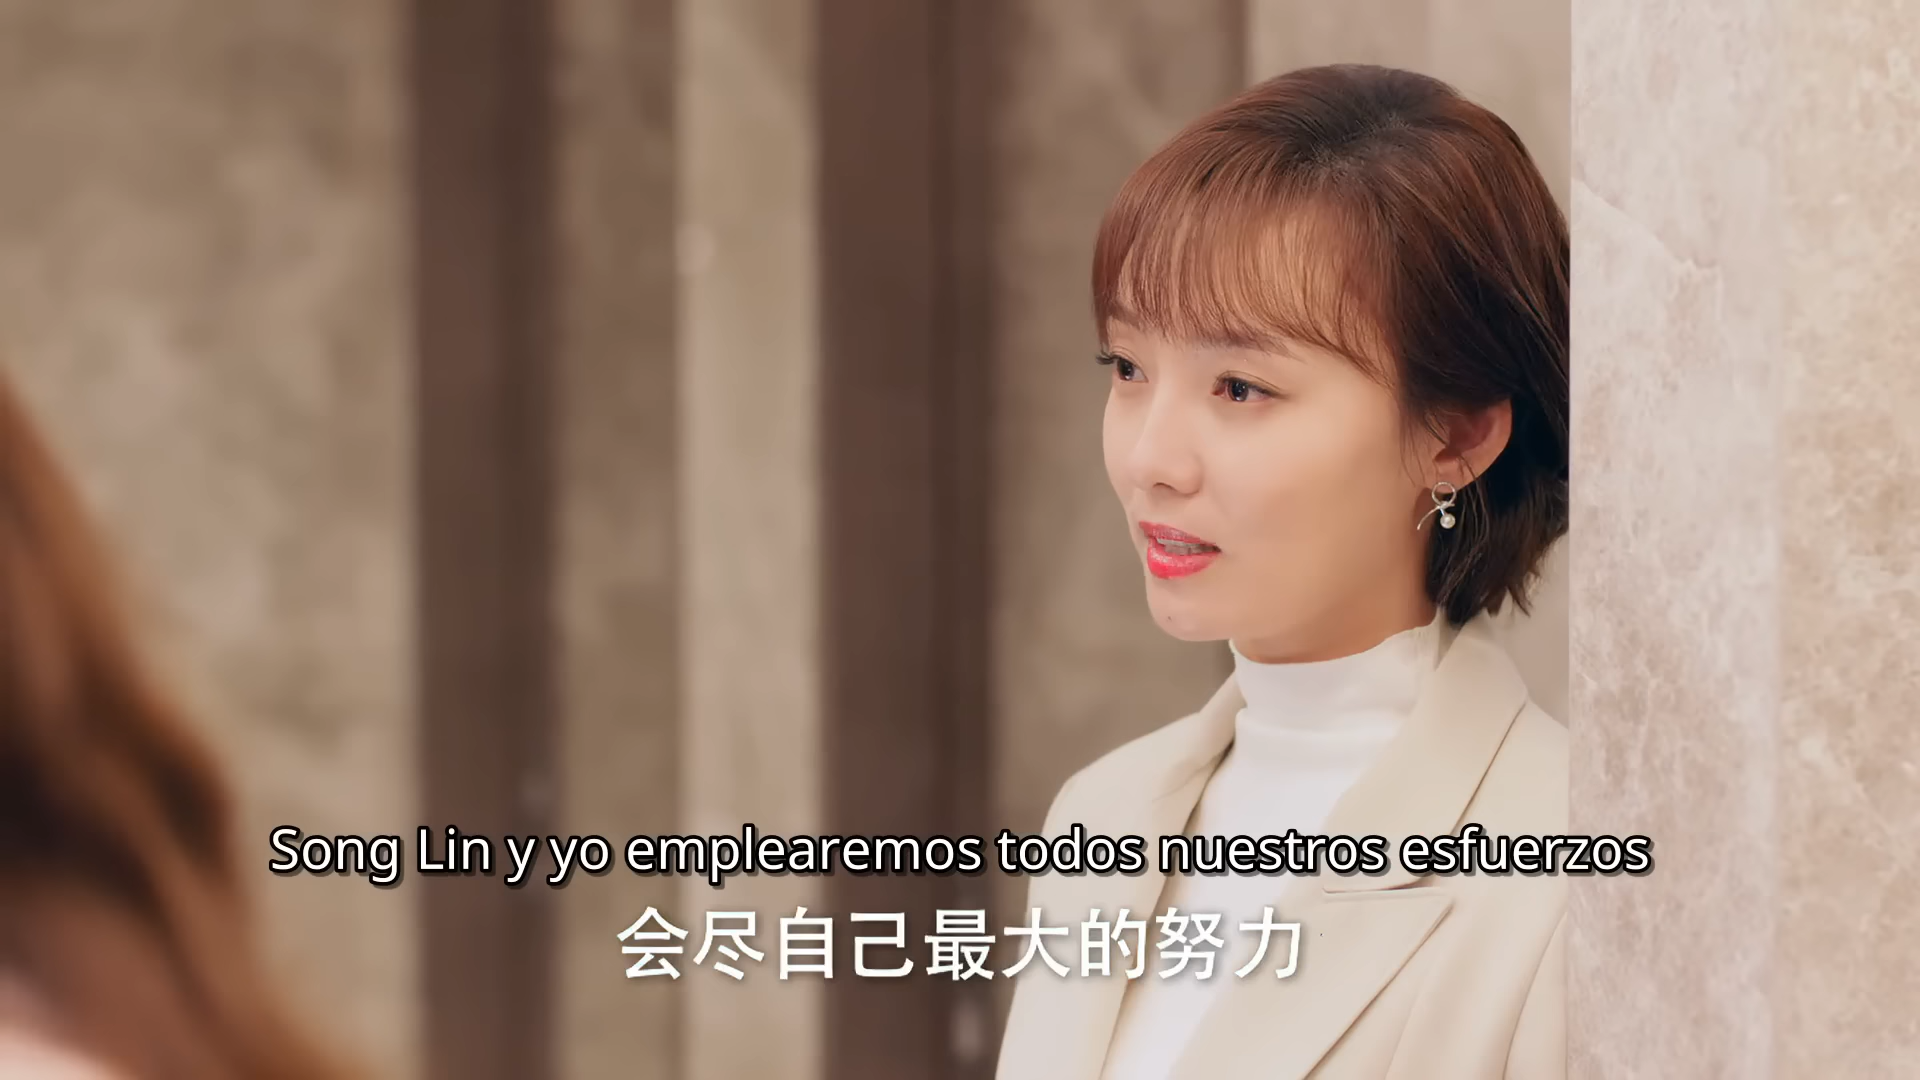 Song Lin y yo emplearemos todos nuestros esfuerzos
会尽自己最大的努力